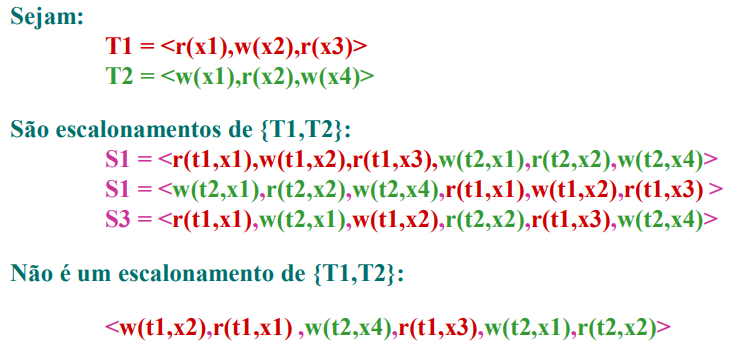 Sejam:
T1 = <r(x1),w(x2),r(x3)>
T2 = <w(x1),r(x2),w(x4)>
São escalonamentos de {T1,T2}:
S1 = <r(t1,x1),w(t1,x2),r(t1,x3),w(t2,x1),r(t2,x2),w(t2,x4)>
S1 = <w(t2,x1),r(t2,x2),w(t2,x4),r(t1,x1),w(t1,x2),r(t1,x3) >
S3 = <r(t1,x1),w(t2,x1),w(t1,x2),r(t2,x2),r(t1,x3),w(t2,x4)>
Não é um escalonamento de {T1,T2}:
<w(t1,x2),r(t1,x1) ,w(t2,x4),r(t1,x3),w(t2,x1),r(t2,x2)>